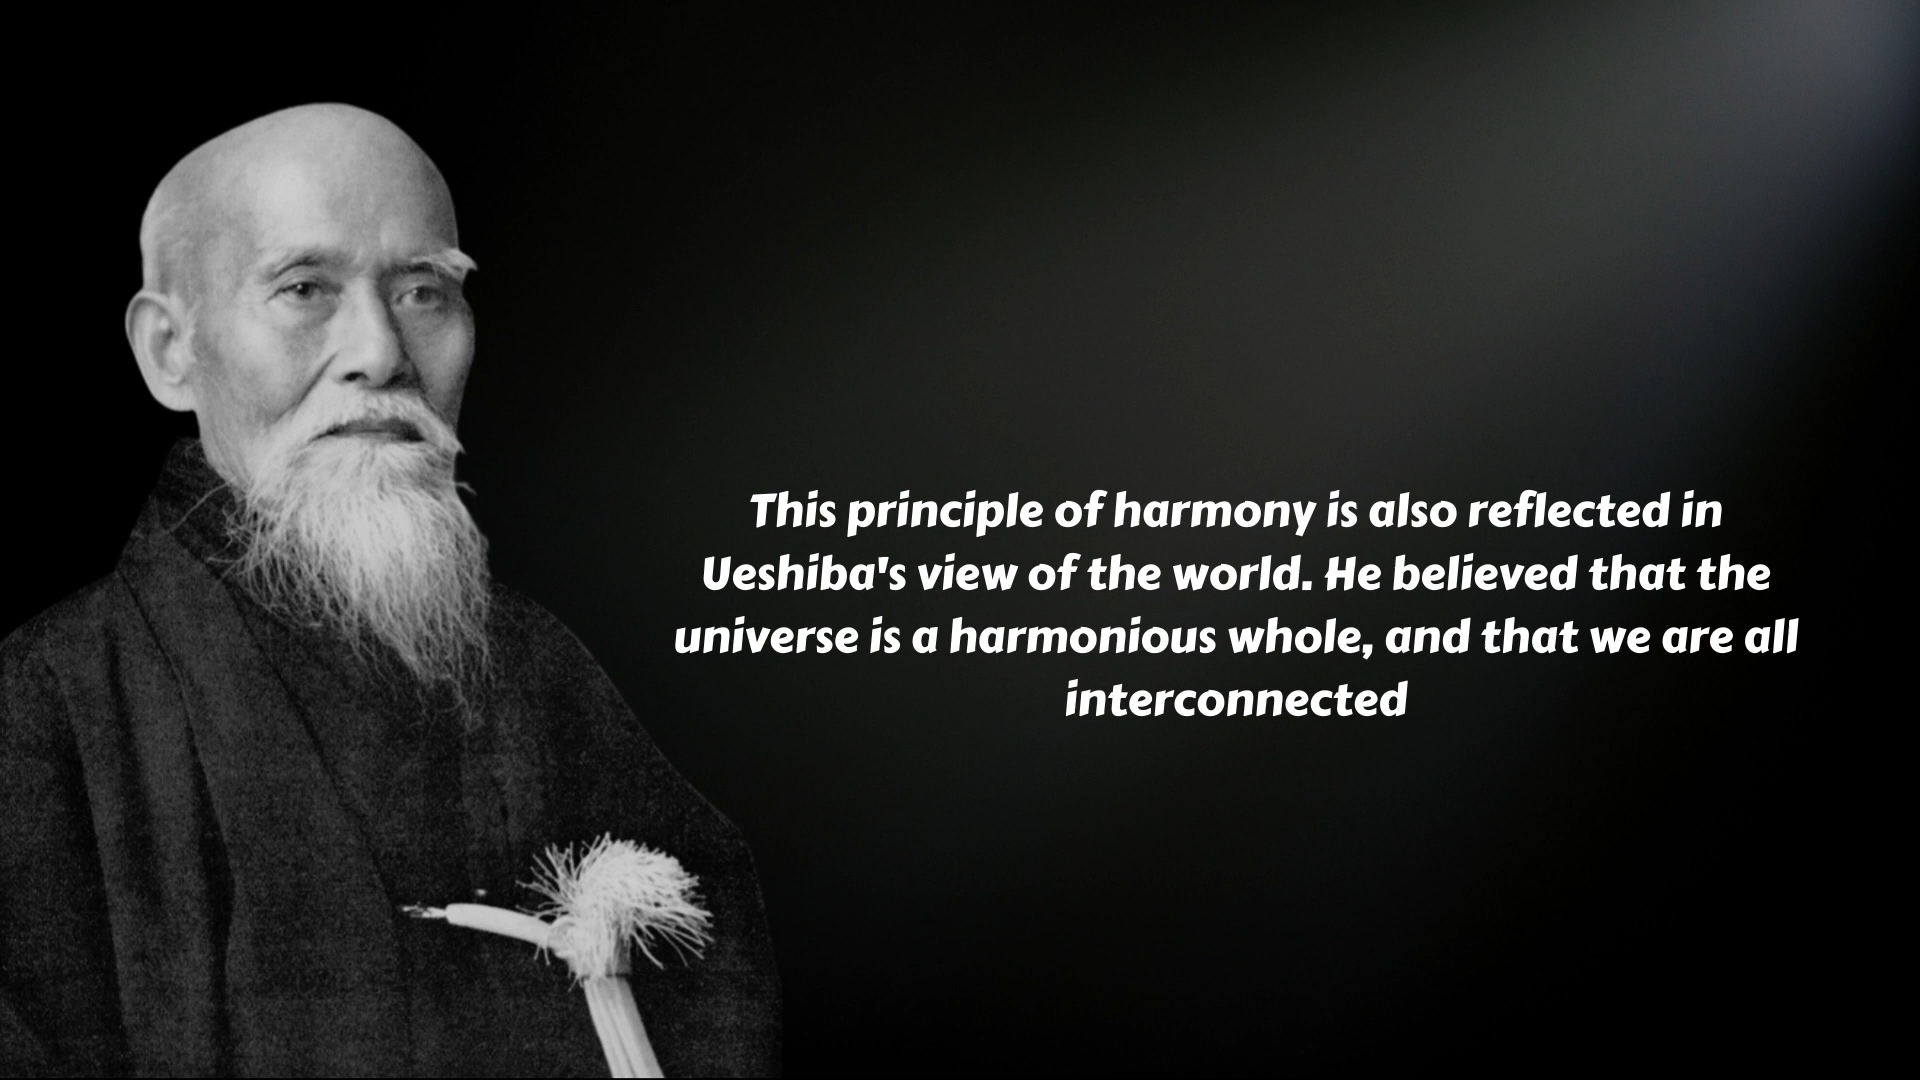 This principle of harmony is also reflected in
Ueshiba's view of the world. He believed that the
universe is a harmonious whole, and that we are all
interconnected